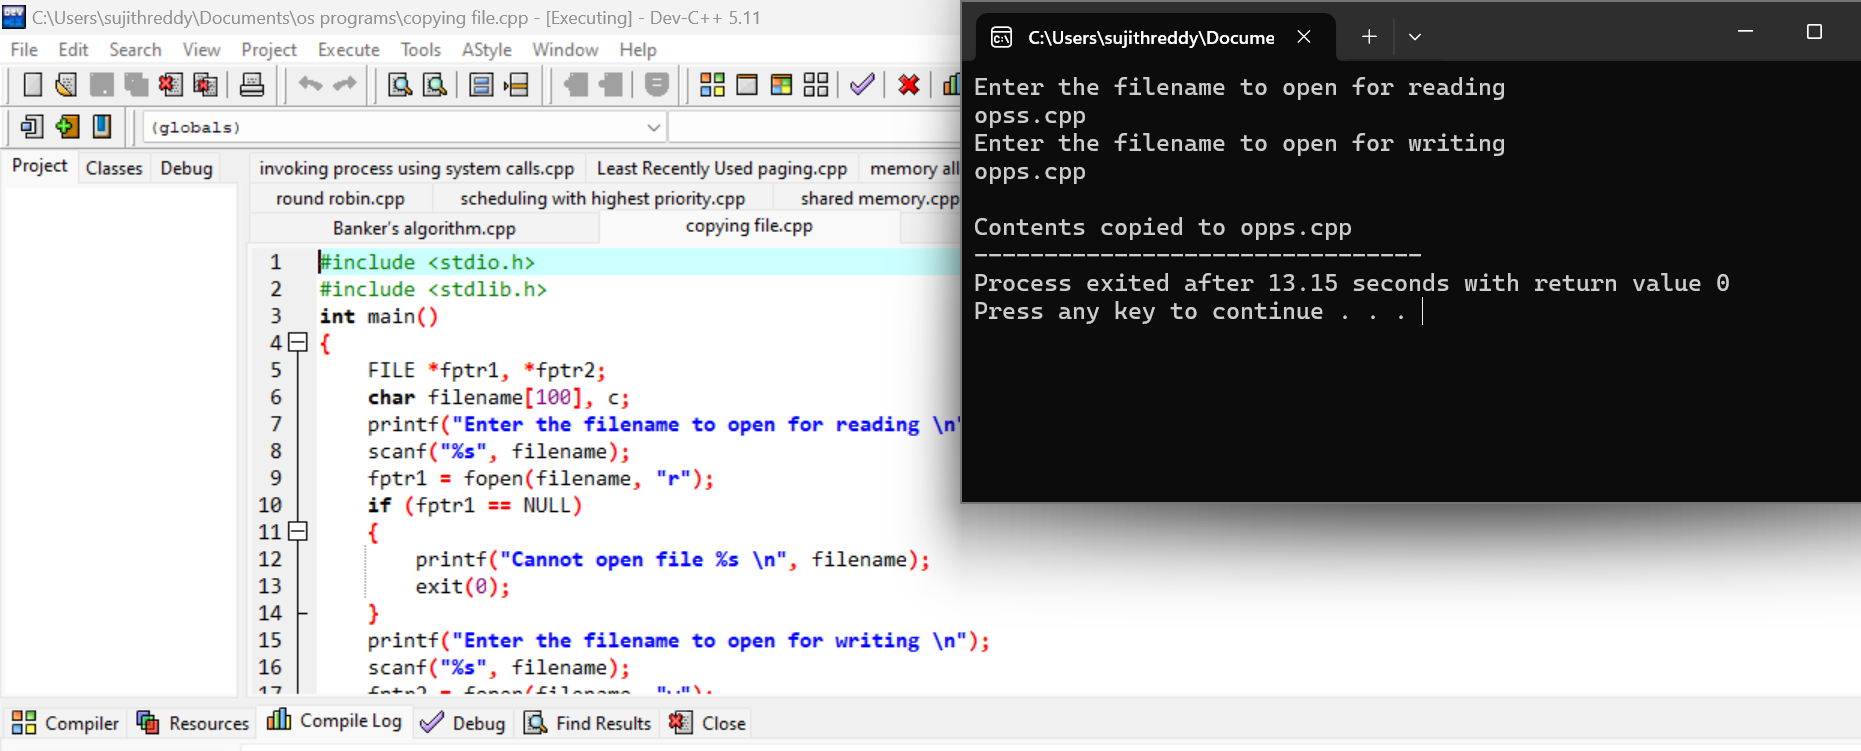 C:\Users\sujithreddy\Documents\os programs\copying file.cpp - [Executing] - Dev-C++ 5.11
File Edit Search View Project Execute Tools AStyle Window Help
(globals)
Project Classes Debug
invoking process using system calls.cpp Least Recently Used paging.cpp memory all
round robin.cpp scheduling with highest priority.cpp shared memory.cpp
Banker's algorithm.cpp copying file.cpp
1 #include <stdio.h>
2 #include <stdlib.h>
3 int main()
4 {
5 FILE *fptr1, *fptr2;
6 char filename[100], c;
7 printf("Enter the filename to open for reading \n"
8 scanf("%s", filename);
9 fptr1 = fopen(filename, "r");
10 if (fptr1 == NULL)
11 {
12 printf("Cannot open file %s \n", filename);
13 exit(0);
14 }
15 printf("Enter the filename to open for writing \n");
16 scanf("%s", filename);
17 fptr2 = fopen(filename, "w");
Compiler Resources Compile Log Debug Find Results Close
C:\Users\sujithreddy\Docume
Enter the filename to open for reading
opss.cpp
Enter the filename to open for writing
opps.cpp
Contents copied to opps.cpp
--------------------------------
Process exited after 13.15 seconds with return value 0
Press any key to continue . . .